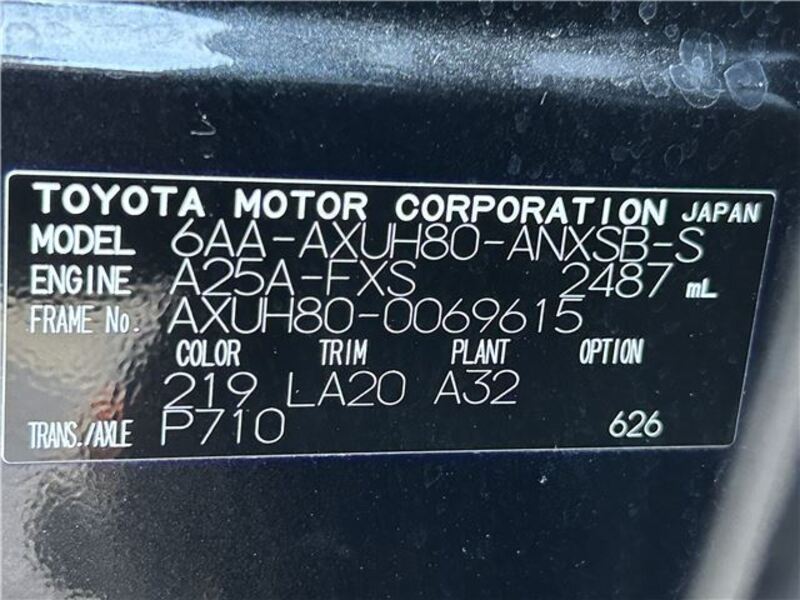 TOYOTA MOTOR CORPORATION JAPAN
MODEL 6AA-AXUH80-ANXSB-S
ENGINE A25A-FXS 2487 mL
FRAME No. AXUH80-0069615
COLOR TRIM PLANT OPTION
219 LA20 A32
TRANS./AXLE P710 626